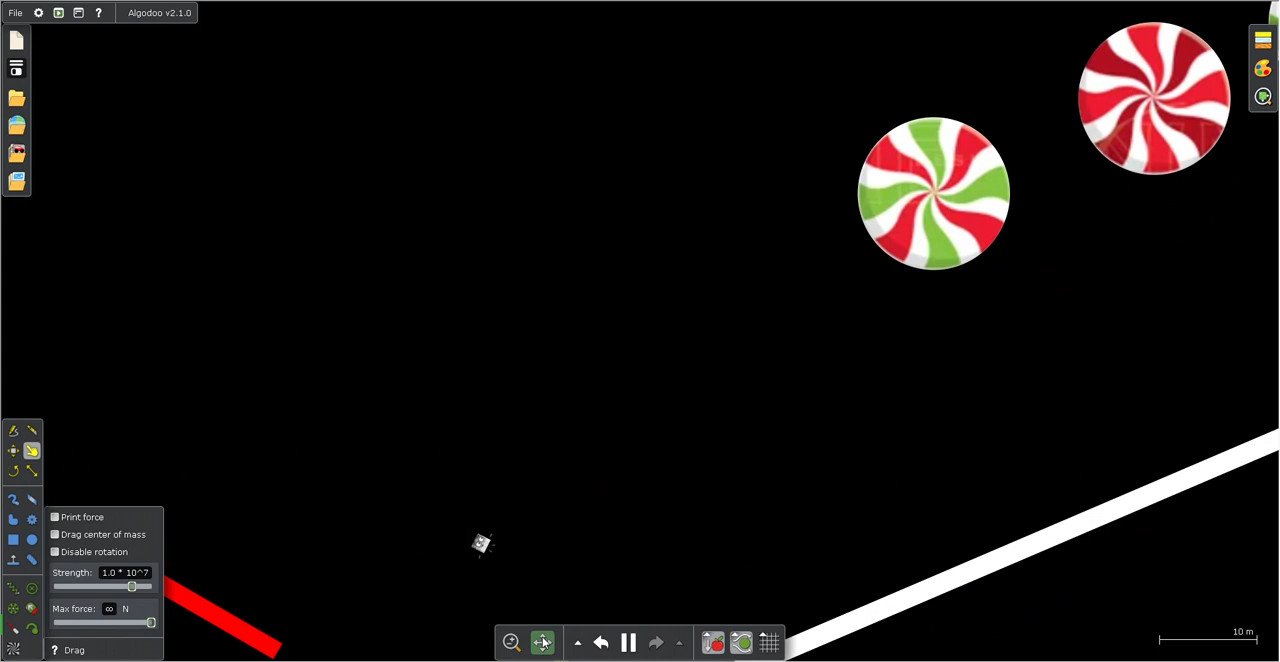 File ? Algodoo v2.1.0
Print force
Drag center of mass
Disable rotation
Strength: 1.0 * 10^7
Max force: ∞ N
? Drag
10 m